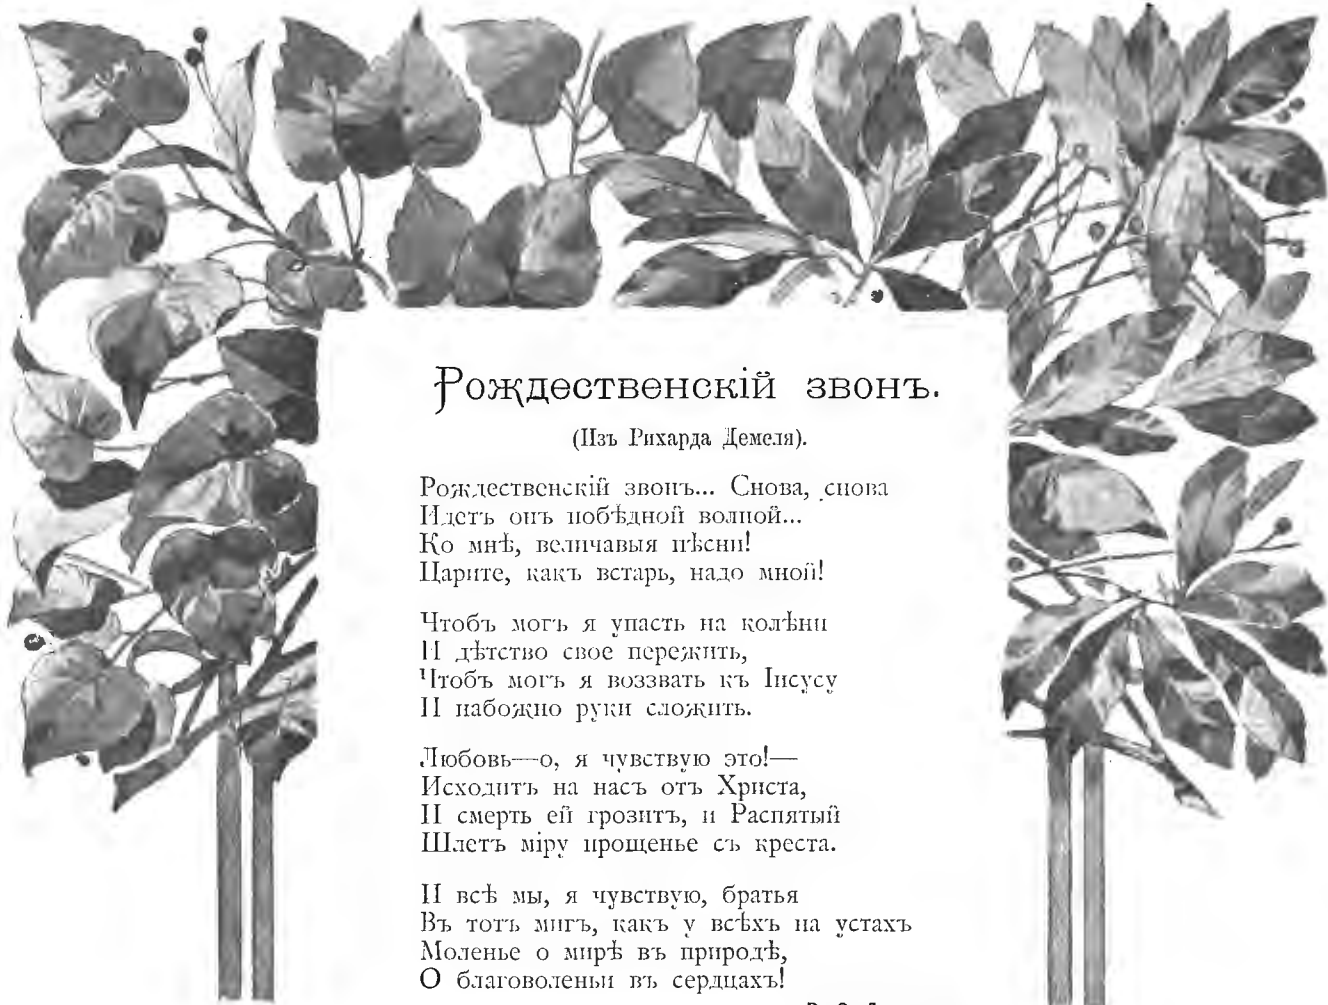 Рождественскій звонъ.
(Изъ Рихарда Демеля).
Рождественскій звонъ... Снова, снова
Идетъ онъ побѣдной волной...
Ко мнѣ, величавыя пѣсни!
Царите, какъ встарь, надо мной!
Чтобъ могъ я упасть на колѣни
И дѣтство свое пережить,
Чтобъ могъ я воззвать къ Іисусу
И набожно руки сложить.
Любовь—о, я чувствую это!—
Исходитъ на насъ отъ Христа,
И смерть ей грозитъ, и Распятый
Шлетъ міру прощенье съ креста.
И всѣ мы, я чувствую, братья
Въ тотъ мигъ, какъ у всѣхъ на устахъ
Моленье о мирѣ въ природѣ,
О благоволеньи въ сердцахъ!